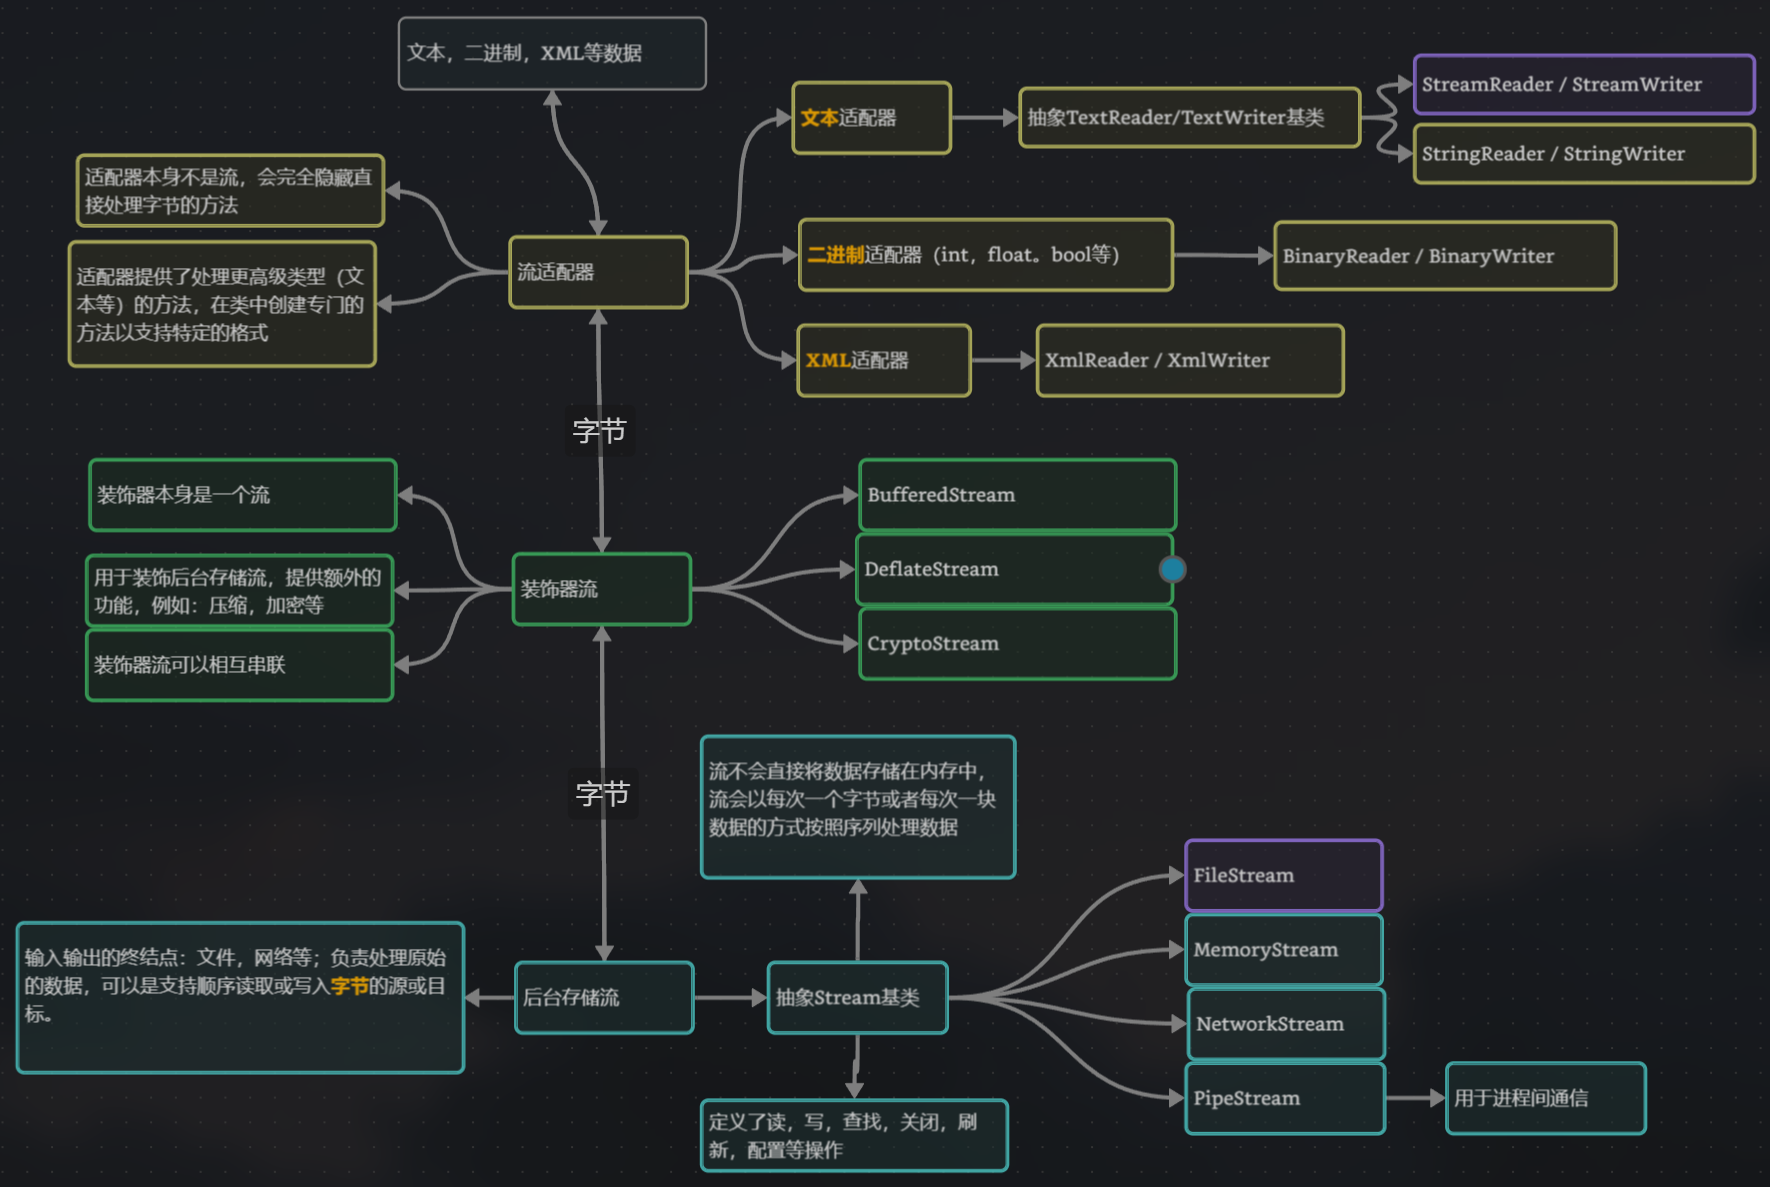 文本，二进制，XML等数据
StreamReader / StreamWriter
文本适配器
抽象TextReader/TextWriter基类
StringReader / StringWriter
适配器本身不是流，会完全隐藏直
接处理字节的方法
二进制适配器（int，float。bool等）
BinaryReader / BinaryWriter
适配器提供了处理更高级类型（文
本等）的方法，在类中创建专门的
方法以支持特定的格式
流适配器
XML适配器
XmlReader / XmlWriter
字节
装饰器本身是一个流
BufferedStream
用于装饰后台存储流，提供额外的
功能，例如：压缩，加密等
装饰器流
DeflateStream
装饰器流可以相互串联
CryptoStream
字节
流不会直接将数据存储在内存中，
流会以每次一个字节或者每次一块
数据的方式按照序列处理数据
FileStream
MemoryStream
输入输出的终结点：文件，网络等；负责处理原始
的数据，可以是支持顺序读取或写入字节的源或目
标。
后台存储流
抽象Stream基类
NetworkStream
PipeStream
用于进程间通信
定义了读，写，查找，关闭，刷
新，配置等操作